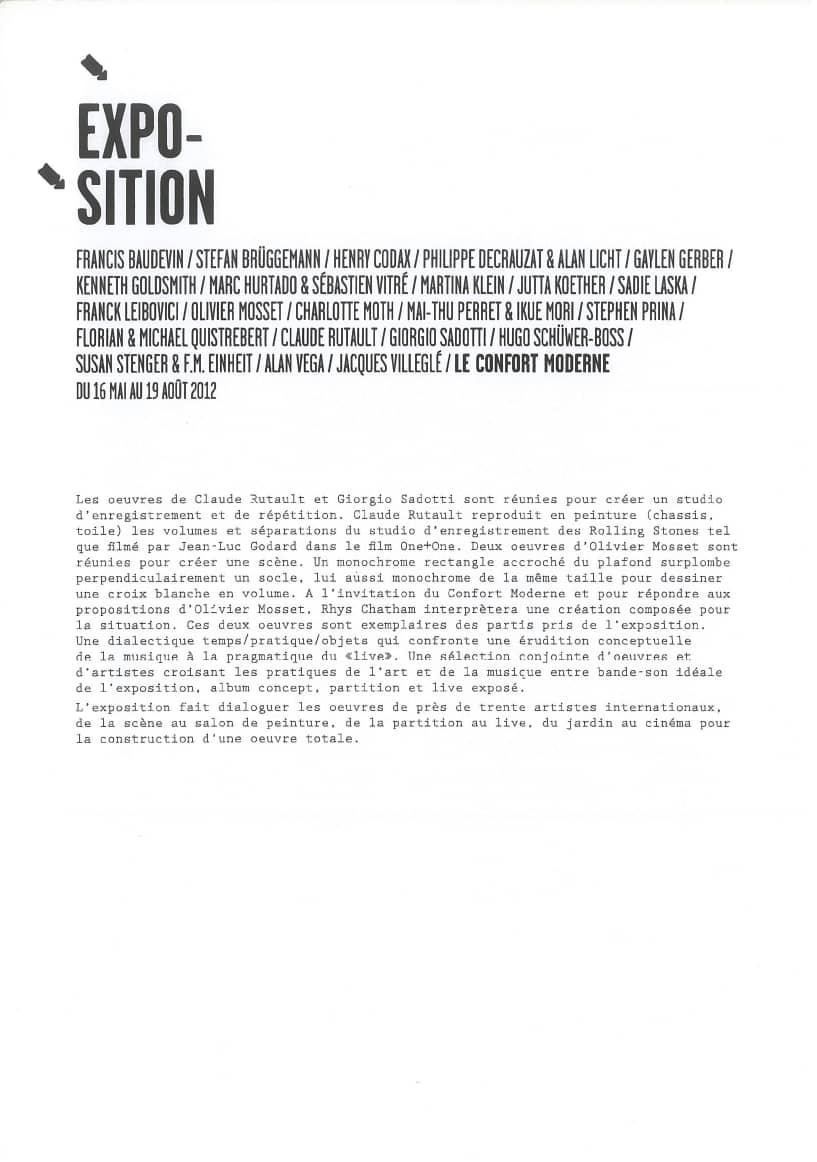 EXPO-
SITION
FRANCIS BAUDEVIN / STEFAN BRÜGGEMANN / HENRY CODAX / PHILIPPE DECRAUZAT & ALAN LICHT / GAYLEN GERBER /
KENNETH GOLDSMITH / MARC HURTADO & SÉBASTIEN VITRÉ / MARTINA KLEIN / JUTTA KOETHER / SADIE LASKA /
FRANCK LEIBOVICI / OLIVIER MOSSET / CHARLOTTE MOTH / MAI-THU PERRET & IKUE MORI / STEPHEN PRINA /
FLORIAN & MICHAEL QUISTREBERT / CLAUDE RUTAULT / GIORGIO SADOTTI / HUGO SCHÜWER-BOSS /
SUSAN STENGER & F.M. EINHEIT / ALAN VEGA / JACQUES VILLEGLÉ / LE CONFORT MODERNE
DU 16 MAI AU 19 AOÛT 2012
Les oeuvres de Claude Rutault et Giorgio Sadotti sont réunies pour créer un studio
d'enregistrement et de répétition. Claude Rutault reproduit en peinture (chassis,
toile) les volumes et séparations du studio d'enregistrement des Rolling Stones tel
que filmé par Jean-Luc Godard dans le film One+One. Deux oeuvres d'Olivier Mosset sont
réunies pour créer une scène. Un monochrome rectangle accroché du plafond surplombe
perpendiculairement un socle, lui aussi monochrome de la même taille pour dessiner
une croix blanche en volume. A l'invitation du Confort Moderne et pour répondre aux
propositions d'Olivier Mosset, Rhys Chatham interprètera une création composée pour
la situation. Ces deux oeuvres sont exemplaires des partis pris de l'exposition.
Une dialectique temps/pratique/objets qui confronte une érudition conceptuelle
de la musique à la pragmatique du «live». Une sélection conjointe d'oeuvres et
d'artistes croisant les pratiques de l'art et de la musique entre bande-son idéale
de l'exposition, album concept, partition et live exposé.
L'exposition fait dialoguer les oeuvres de près de trente artistes internationaux,
de la scène au salon de peinture, de la partition au live, du jardin au cinéma pour
la construction d'une oeuvre totale.